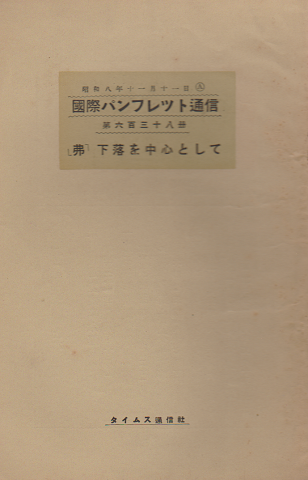 昭和八年十一月十一日
國際パンフレツト通信
第六百三十八册
〔弗〕下落を中心として
タイムス通信社